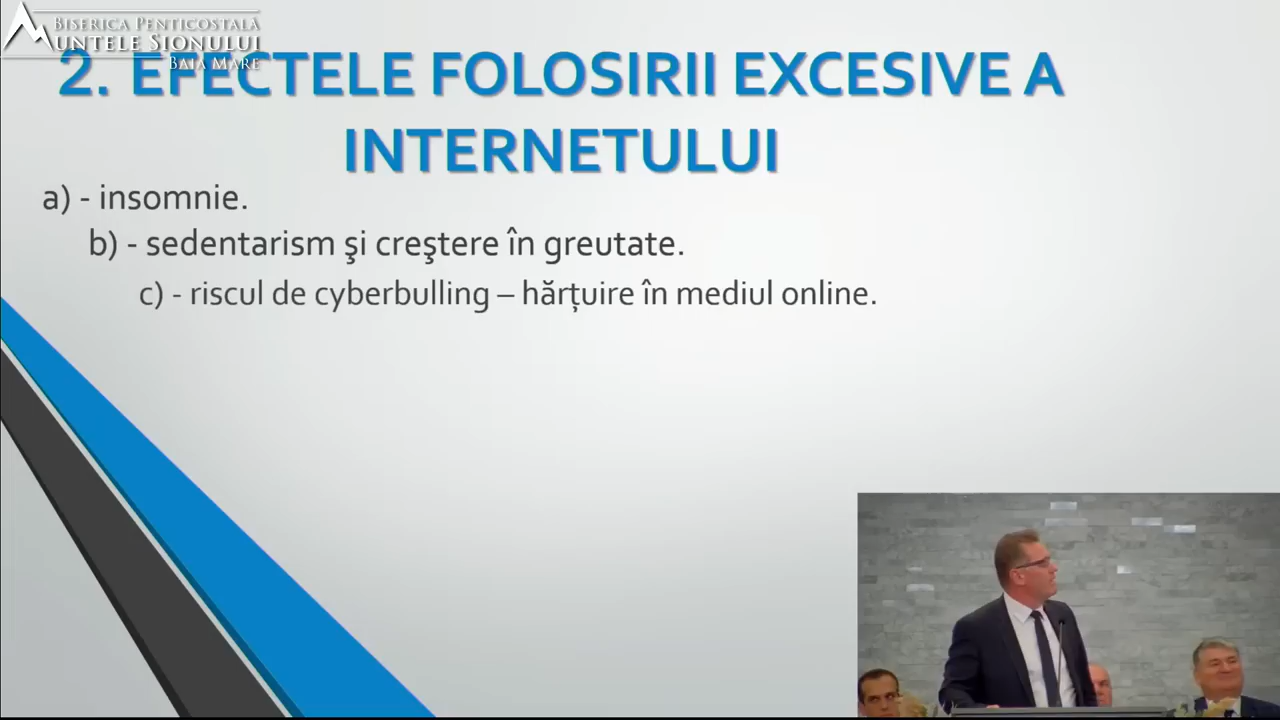 BISERICA PENTICOSTALĂ
MUNTELE SIONULUI
BAIA MARE
2. EFECTELE FOLOSIRII EXCESIVE A
INTERNETULUI
a) - insomnie.
b) - sedentarism şi creştere în greutate.
c) - riscul de cyberbulling – hărțuire în mediul online.